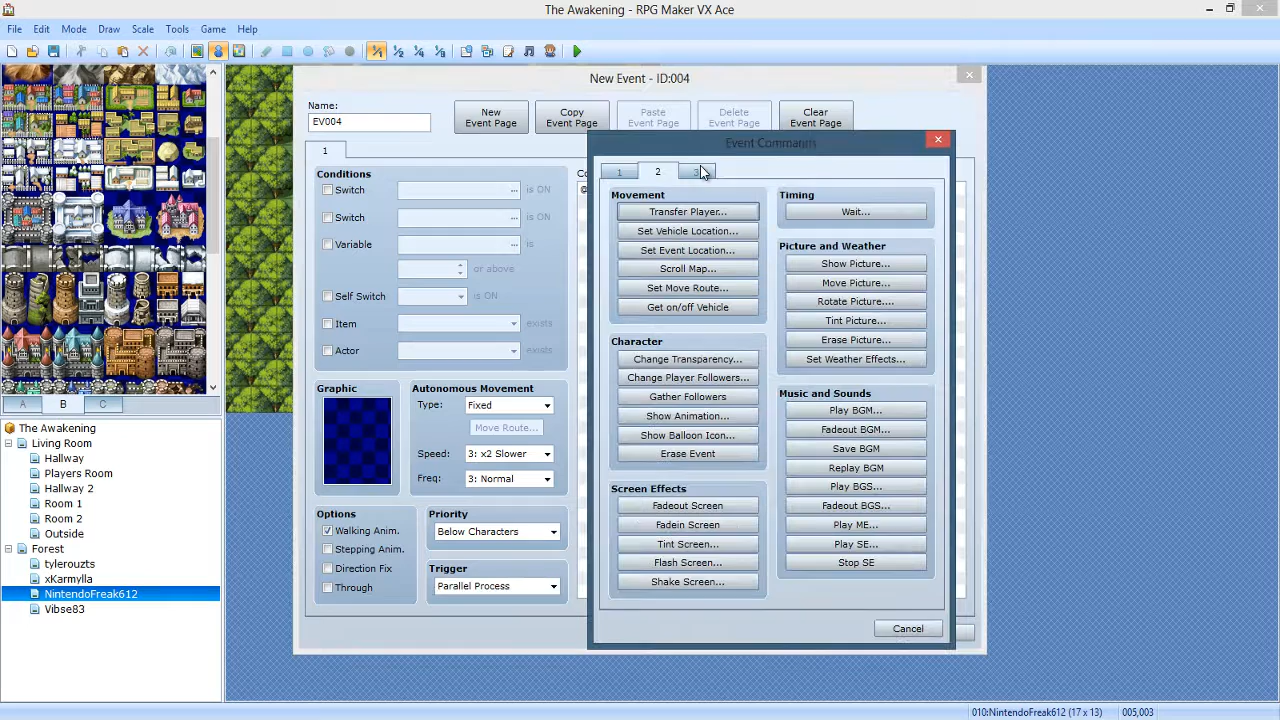 The Awakening - RPG Maker VX Ace
File Edit Mode Draw Scale Tools Game Help
New Event - ID:004
Name:
EV004
New Event Page
Copy Event Page
Paste Event Page
Delete Event Page
Clear Event Page
1
Conditions
Switch ... is ON
Switch ... is ON
Variable ... is
or above
Self Switch is ON
Item exists
Actor exists
Graphic
Autonomous Movement
Type: Fixed
Move Route...
Speed: 3: x2 Slower
Freq: 3: Normal
Options
Walking Anim.
Stepping Anim.
Direction Fix
Through
Priority
Below Characters
Trigger
Parallel Process
Event Commands
1 2 3
Movement
Transfer Player...
Set Vehicle Location...
Set Event Location...
Scroll Map...
Set Move Route...
Get on/off Vehicle
Character
Change Transparency...
Change Player Followers...
Gather Followers
Show Animation...
Show Balloon Icon...
Erase Event
Screen Effects
Fadeout Screen
Fadein Screen
Tint Screen...
Flash Screen...
Shake Screen...
Timing
Wait...
Picture and Weather
Show Picture...
Move Picture...
Rotate Picture....
Tint Picture...
Erase Picture...
Set Weather Effects...
Music and Sounds
Play BGM...
Fadeout BGM...
Save BGM
Replay BGM
Play BGS...
Fadeout BGS...
Play ME...
Play SE...
Stop SE
Cancel
A B C
The Awakening
Living Room
Hallway
Players Room
Hallway 2
Room 1
Room 2
Outside
Forest
tylerouzts
xKarmylla
NintendoFreak612
Vibse83
010:NintendoFreak612 (17 x 13) 005,003